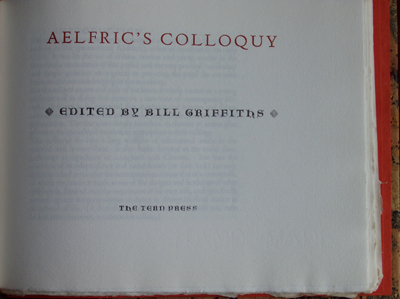 AELFRIC'S COLLOQUY
EDITED BY BILL GRIFFITHS
THE TERN PRESS